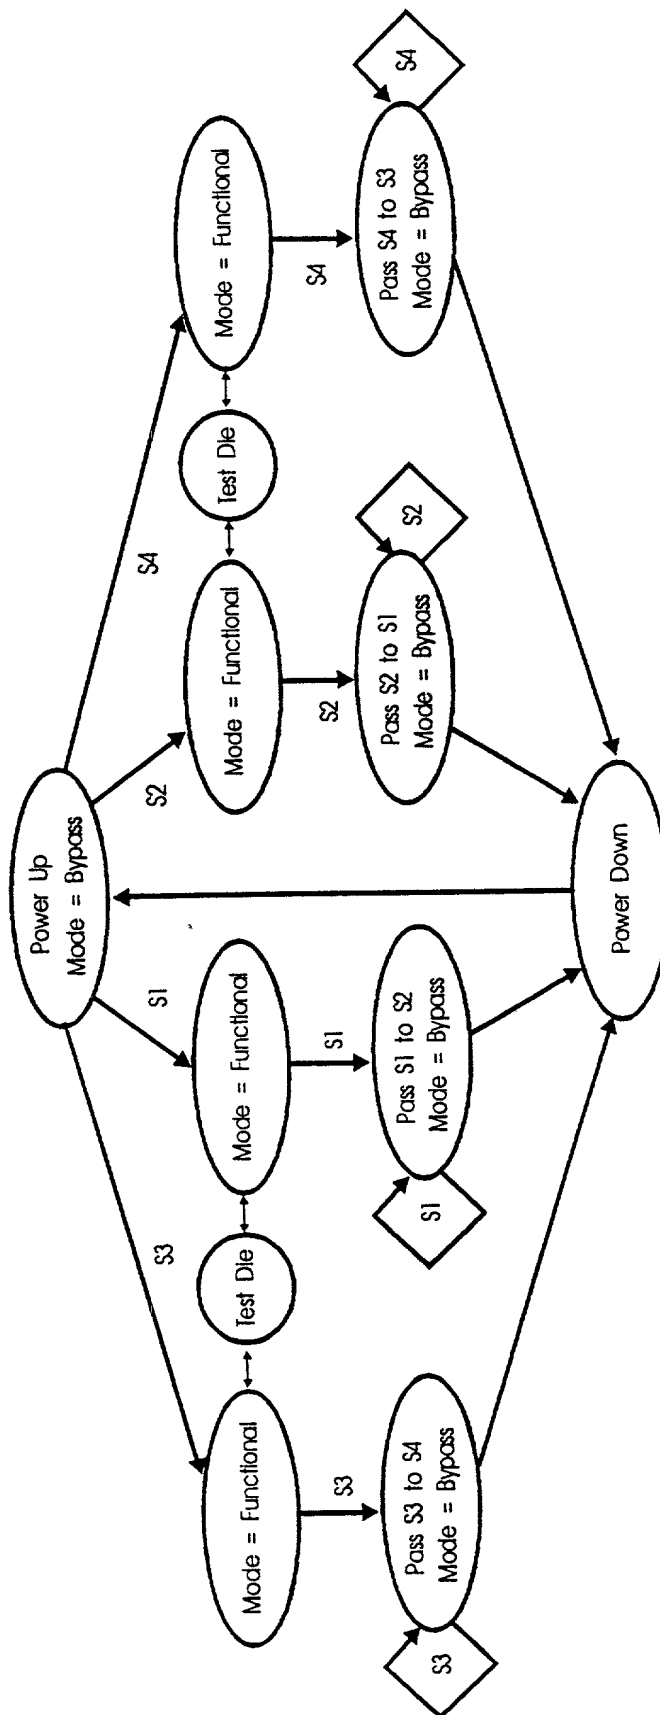 Power Up
Mode = Bypass
S3
S1
S2
S4
Mode = Functional
Test Die
Mode = Functional
Mode = Functional
Test Die
Mode = Functional
S3
S1
S2
S4
S3
Pass S3 to S4
Mode = Bypass
S1
Pass S1 to S2
Mode = Bypass
Pass S2 to S1
Mode = Bypass
S2
Pass S4 to S3
Mode = Bypass
S4
Power Down